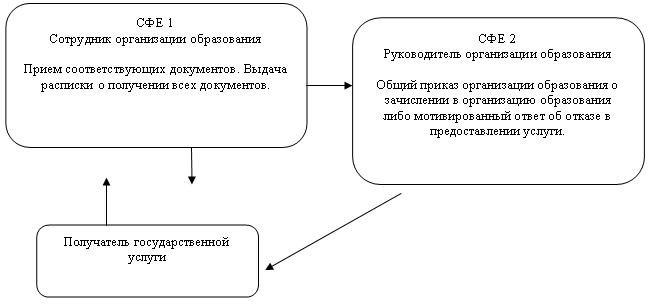 СФЕ 1
Сотрудник организации образования
Прием соответствующих документов. Выдача
расписки о получении всех документов.
СФЕ 2
Руководитель организации образования
Общий приказ организации образования о
зачислении в организацию образования
либо мотивированный ответ об отказе в
предоставлении услуги.
Получатель государственной
услуги